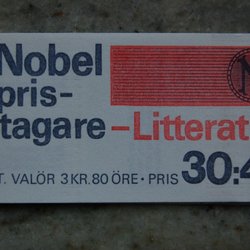 Nobel
pris-
tagare –Litterat
T. VALÖR 3 KR.80 ÖRE • PRIS 30:4